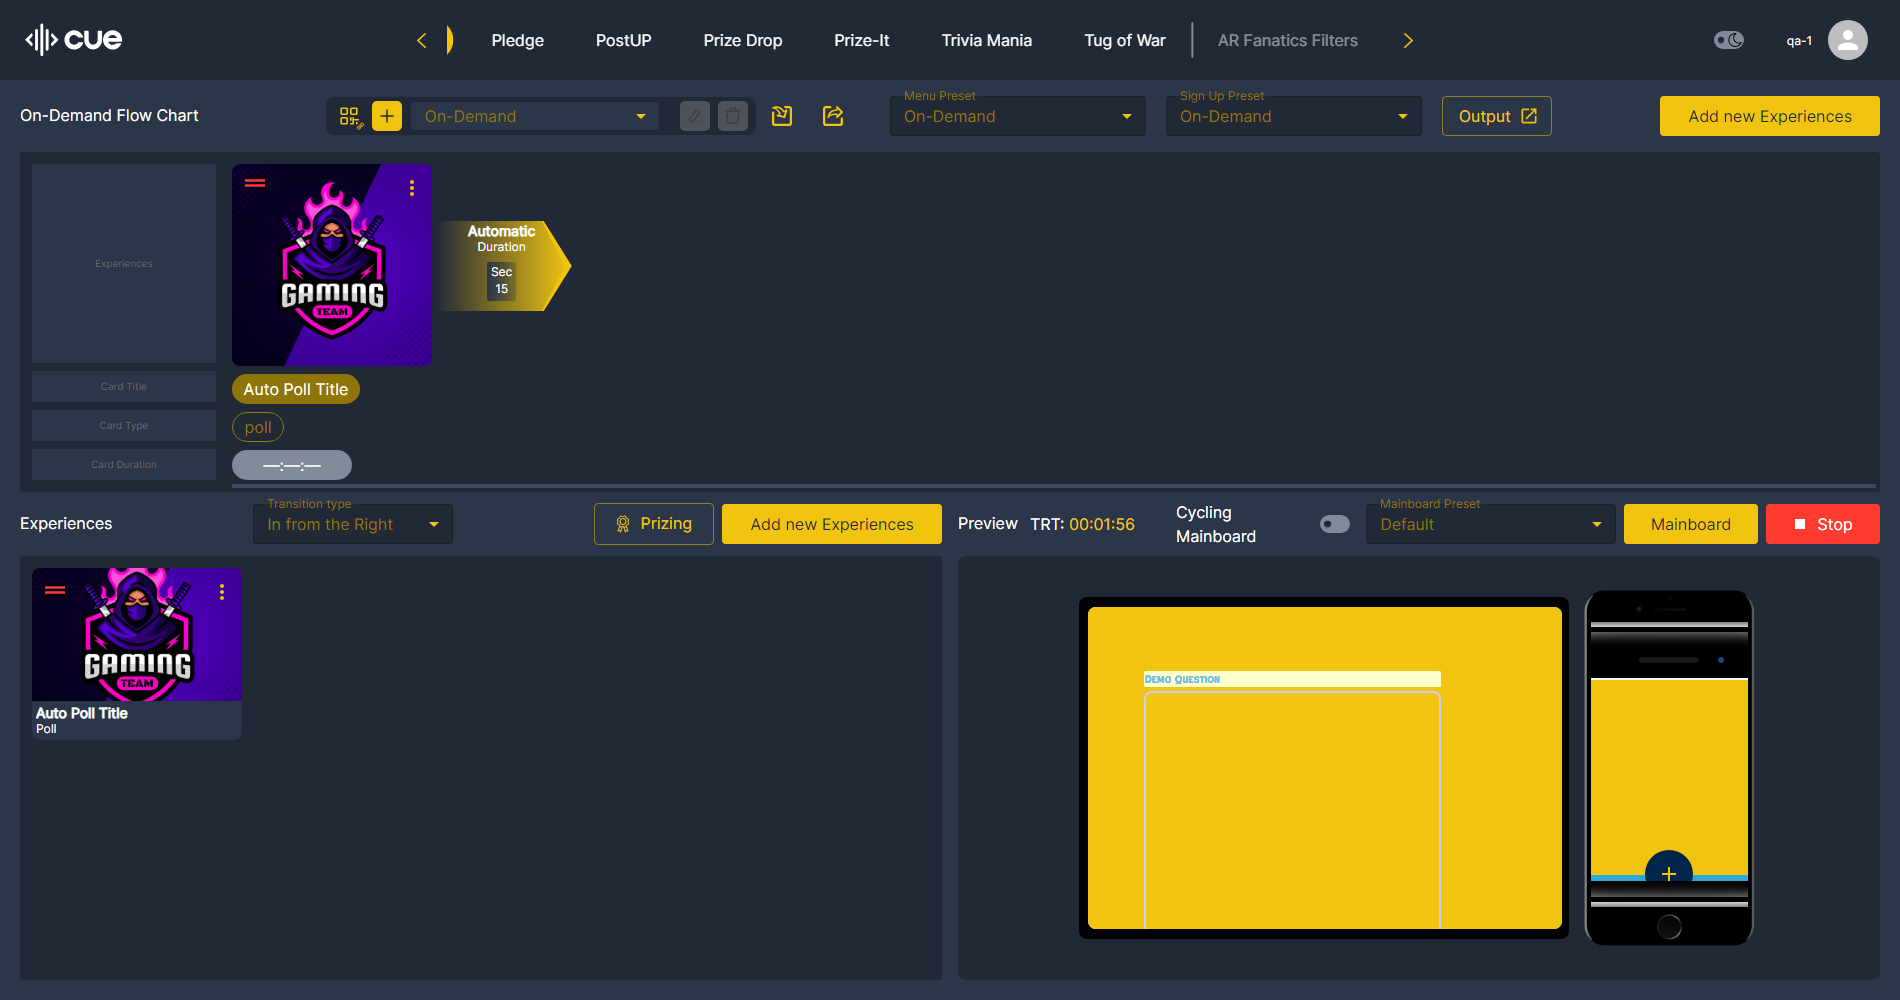 cue
Pledge
PostUP
Prize Drop
Prize-It
Trivia Mania
Tug of War
AR Fanatics Filters
qa-1
On-Demand Flow Chart
On-Demand
Menu Preset
On-Demand
Sign Up Preset
On-Demand
Output
Add new Experiences
Experiences
GAMING
TEAM
Automatic
Duration
Sec
15
Card Title
Auto Poll Title
Card Type
poll
Card Duration
—:—:—
Experiences
Transition type
In from the Right
Prizing
Add new Experiences
Preview
TRT: 00:01:56
Cycling
Mainboard
Mainboard Preset
Default
Mainboard
Stop
GAMING
TEAM
Auto Poll Title
Poll
Demo Question